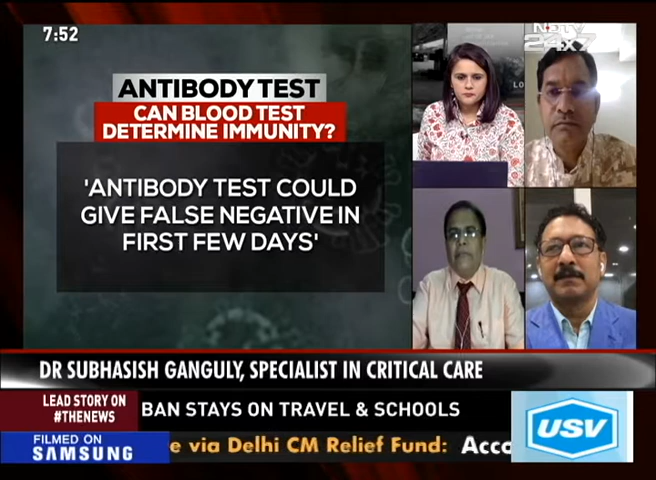 7:52
NDTV
24x7
LO
ANTIBODY TEST
CAN BLOOD TEST
DETERMINE IMMUNITY?
'ANTIBODY TEST COULD
GIVE FALSE NEGATIVE IN
FIRST FEW DAYS'
DR SUBHASISH GANGULY, SPECIALIST IN CRITICAL CARE
LEAD STORY ON
#THENEWS
BAN STAYS ON TRAVEL & SCHOOLS
USV
FILMED ON
SAMSUNG
e via Delhi CM Relief Fund: Acco